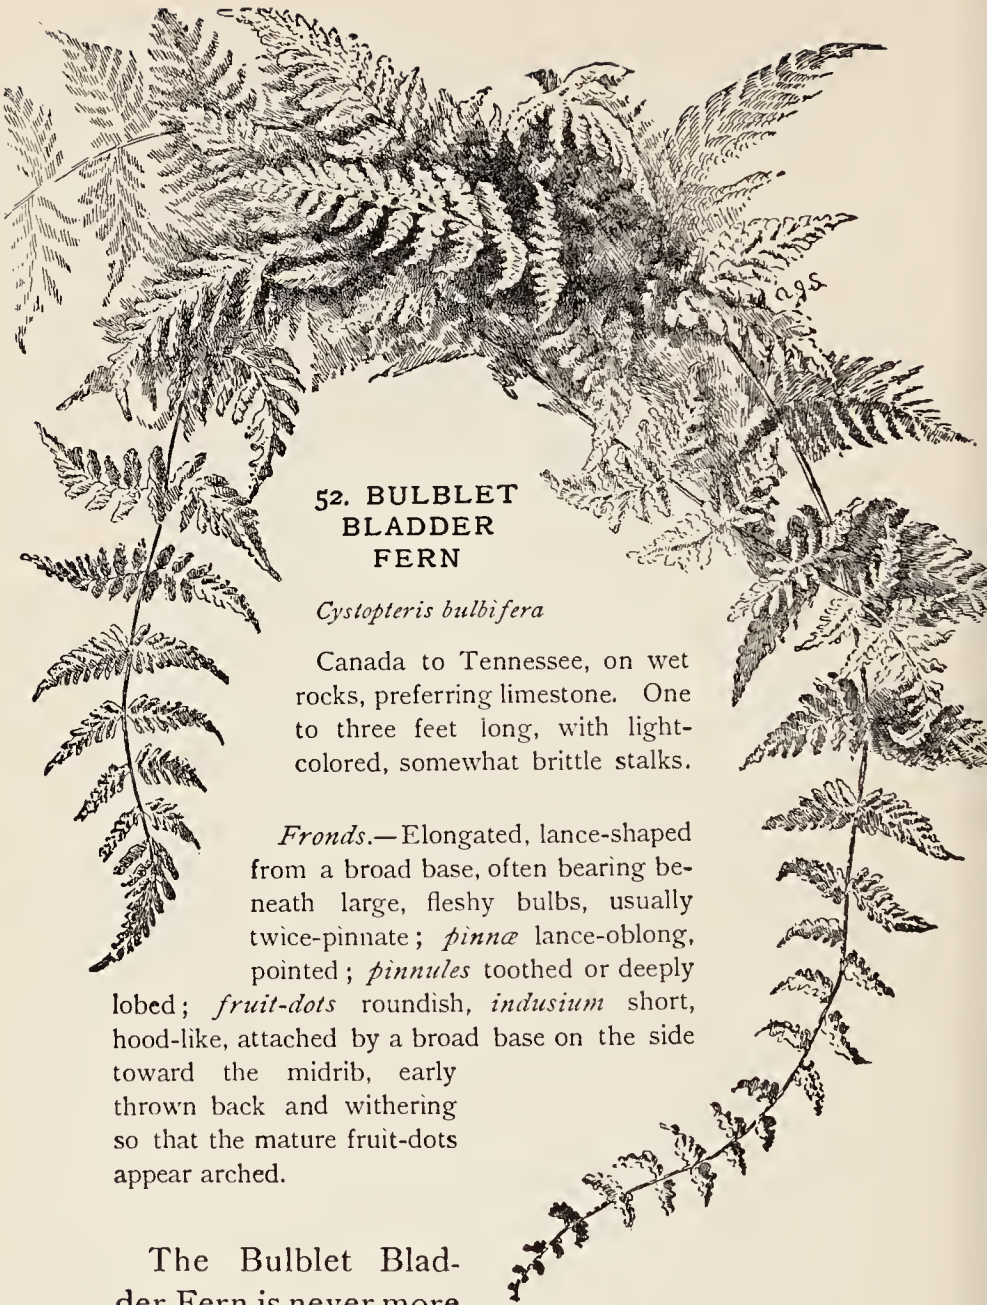 52. BULBLET
BLADDER
FERN
Cystopteris bulbifera
Canada to Tennessee, on wet
rocks, preferring limestone. One
to three feet long, with light-
colored, somewhat brittle stalks.
Fronds.—Elongated, lance-shaped
from a broad base, often bearing be-
neath large, fleshy bulbs, usually
twice-pinnate; pinnæ lance-oblong,
pointed; pinnules toothed or deeply
lobed; fruit-dots roundish, indusium short,
hood-like, attached by a broad base on the side
toward the midrib, early
thrown back and withering
so that the mature fruit-dots
appear arched.
The Bulblet Blad-
der Fern is never more